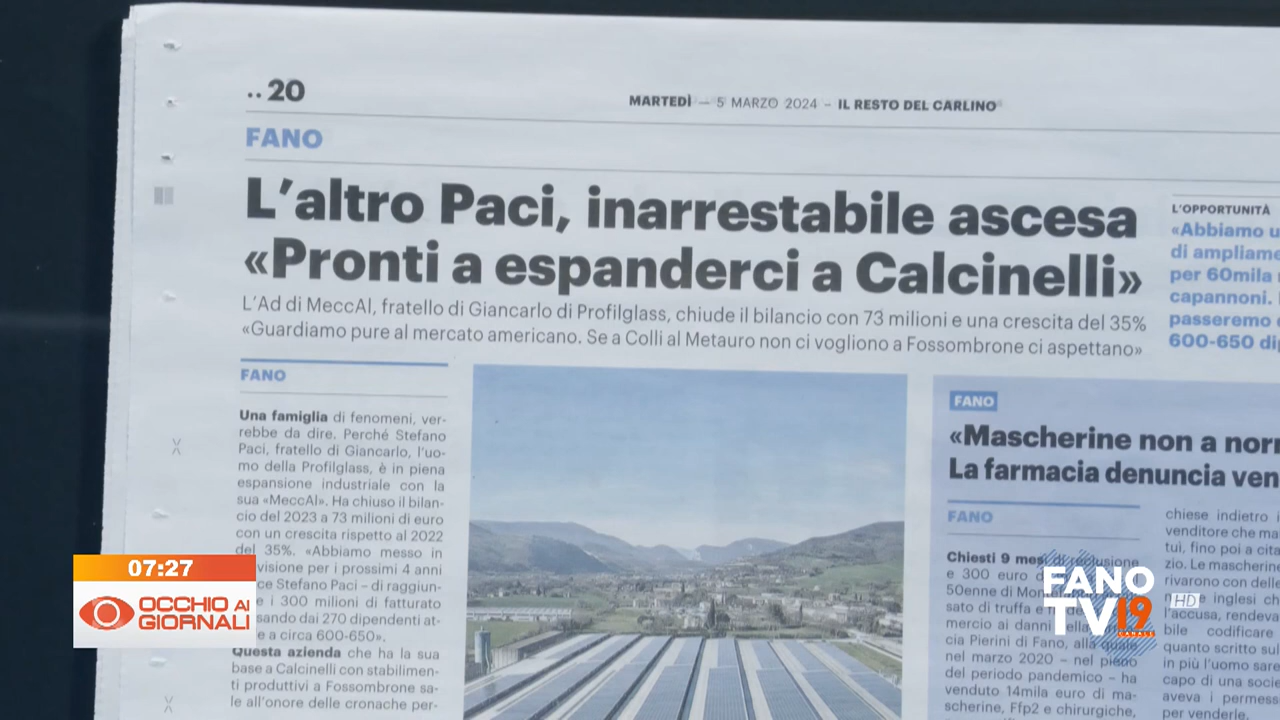 .. 20
MARTEDÌ — 5 MARZO 2024 – IL RESTO DEL CARLINO
FANO
L'altro Paci, inarrestabile ascesa
«Pronti a espanderci a Calcinelli»
L'Ad di MeccAl, fratello di Giancarlo di Profilglass, chiude il bilancio con 73 milioni e una crescita del 35%
«Guardiamo pure al mercato americano. Se a Colli al Metauro non ci vogliono a Fossombrone ci aspettano»
L'OPPORTUNITÀ
«Abbiamo u
di ampliame
per 60mila
capannoni.
passeremo
600-650 di
FANO
Una famiglia di fenomeni, ver-
rebbe da dire. Perché Stefano
Paci, fratello di Giancarlo, l'uo-
mo della Profilglass, è in piena
espansione industriale con la
sua «MeccAl». Ha chiuso il bilan-
cio del 2023 a 73 milioni di euro
con un crescita rispetto al 2022
del 35%. «Abbiamo messo in
visione per i prossimi 4 anni
ce Stefano Paci – di raggiun-
e i 300 milioni di fatturato
sando dai 270 dipendenti at-
e a circa 600-650».
Questa azienda che ha la sua
base a Calcinelli con stabilimen-
ti produttivi a Fossombrone sa-
le all'onore delle cronache per-
FANO
«Mascherine non a nor
La farmacia denuncia ven
FANO
Chiesti 9 mesi di reclusione
e 300 euro
50enne di Mon
sato di truffa e
mercio ai danni della
cia Pierini di Fano, alla quale
nel marzo 2020 – nel pieno
del periodo pandemico – ha
venduto 14mila euro di ma-
scherine, Ffp2 e chirurgiche,
chiese indietro i
venditore che ma
tui, fino poi a cita
zio. Le mascherine
rivarono con delle
e inglesi ch
l'accusa, rendeva
bile codificare
quanto scritto sul
in più l'uomo sare
capo di una socie
aveva i permess
per venderle.
07:27
OCCHIO AI
GIORNALI
FANO
TV19
CANALE
HD